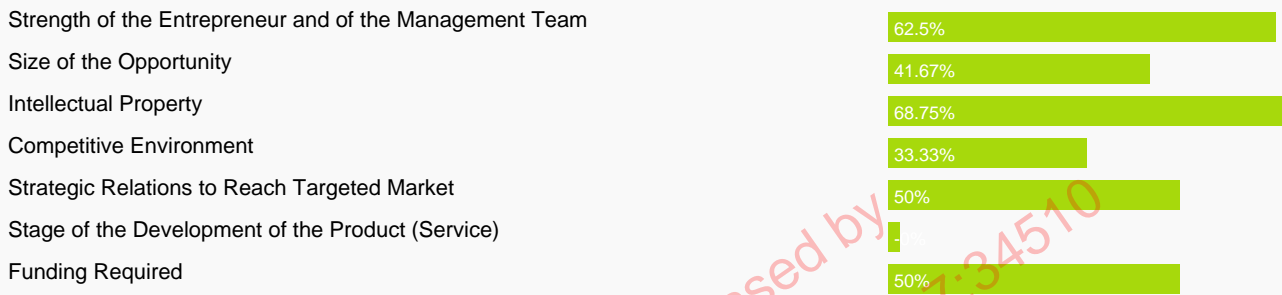 Strength of the Entrepreneur and of the Management Team 62.5%
Size of the Opportunity 41.67%
Intellectual Property 68.75%
Competitive Environment 33.33%
Strategic Relations to Reach Targeted Market 50%
Stage of the Development of the Product (Service)
Funding Required 50%
by
34510